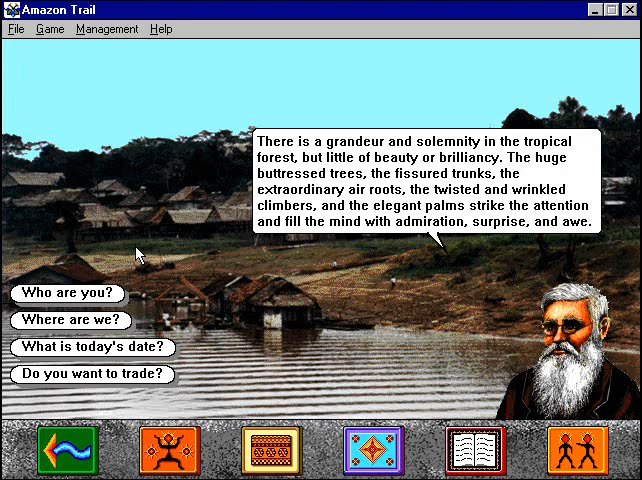 Amazon Trail
File Game Management Help
There is a grandeur and solemnity in the tropical
forest, but little of beauty or brilliancy. The huge
buttressed trees, the fissured trunks, the
extraordinary air roots, the twisted and wrinkled
climbers, and the elegant palms strike the attention
and fill the mind with admiration, surprise, and awe.
Who are you?
Where are we?
What is today's date?
Do you want to trade?